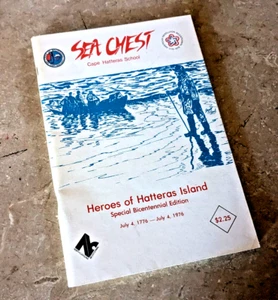 SEA CHEST
Cape Hatteras School
Heroes of Hatteras Island
Special Bicentennial Edition
July 4, 1776 — July 4, 1976
$2.25